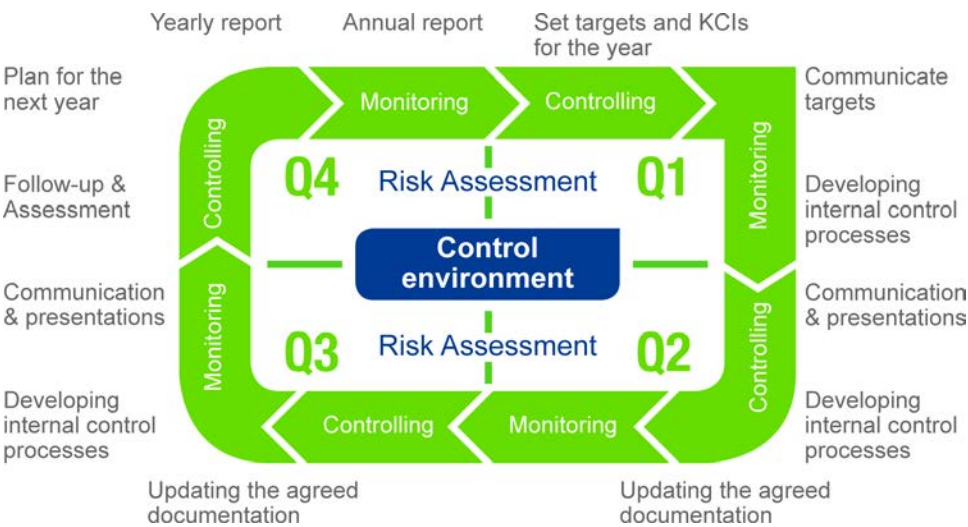 Yearly report
Annual report
Set targets and KCIs
for the year
Plan for the
next year
Communicate
targets
Monitoring
Controlling
Controlling
Monitoring
Q4
Risk Assessment
Q1
Follow-up &
Assessment
Developing
internal control
processes
Control
environment
Communication
& presentations
Communication
& presentations
Monitoring
Controlling
Q3
Risk Assessment
Q2
Developing
internal control
processes
Developing
internal control
processes
Controlling
Monitoring
Updating the agreed
documentation
Updating the agreed
documentation